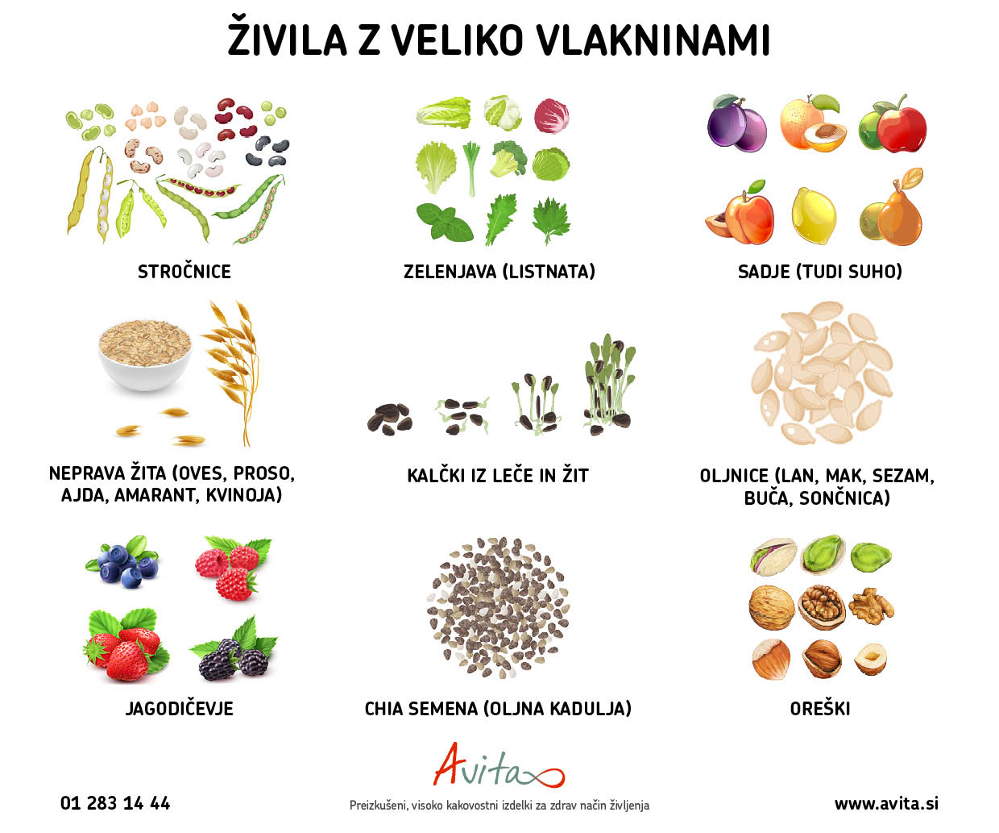 ŽIVILA Z VELIKO VLAKNINAMI
STROČNICE
ZELENJAVA (LISTNATA)
SADJE (TUDI SUHO)
NEPRAVA ŽITA (OVES, PROSO,
AJDA, AMARANT, KVINOJA)
KALČKI IZ LEČE IN ŽIT
OLJNICE (LAN, MAK, SEZAM,
BUČA, SONČNICA)
JAGODIČEVJE
CHIA SEMENA (OLJNA KADULJA)
OREŠKI
Avita
01 283 14 44
Preizkušeni, visoko kakovostni izdelki za zdrav način življenja
www.avita.si